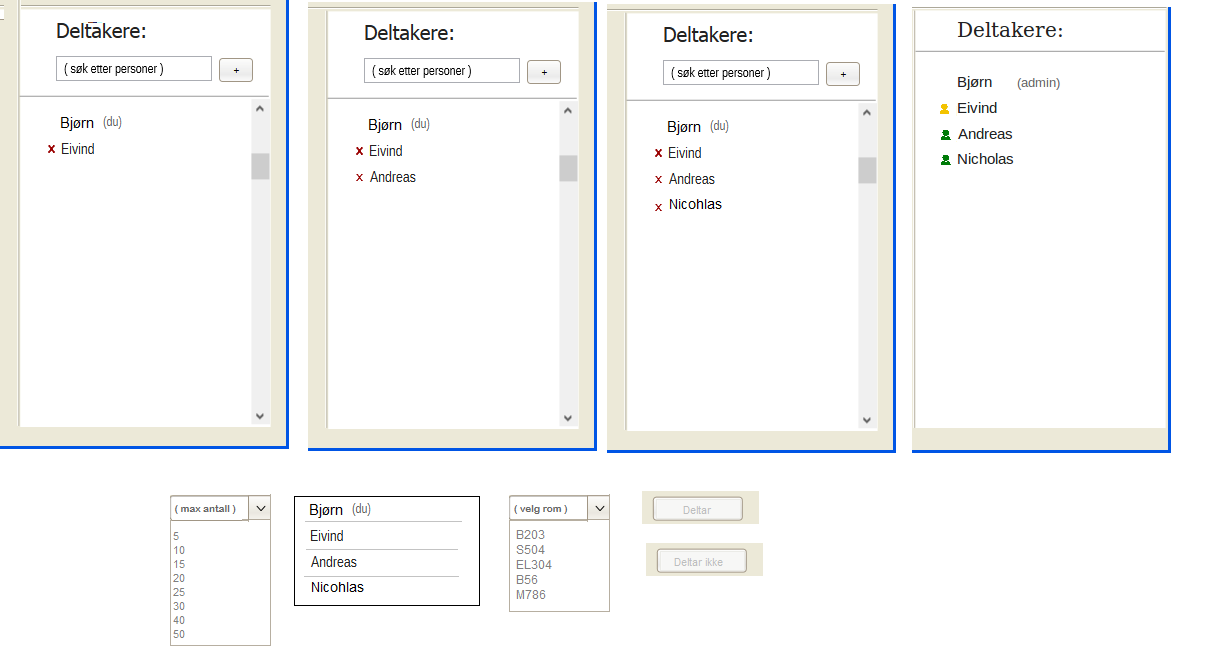 Deltakere:
( søk etter personer ) +
Bjørn (du)
x Eivind
Deltakere:
( søk etter personer ) +
Bjørn (du)
x Eivind
x Andreas
Deltakere:
( søk etter personer ) +
Bjørn (du)
x Eivind
x Andreas
x Nicohlas
Deltakere:
Bjørn (admin)
Eivind
Andreas
Nicholas
( max antall )
5
10
15
20
25
30
40
50
Bjørn (du)
Eivind
Andreas
Nicohlas
( velg rom )
B203
S504
EL304
B56
M786
Deltar
Deltar ikke